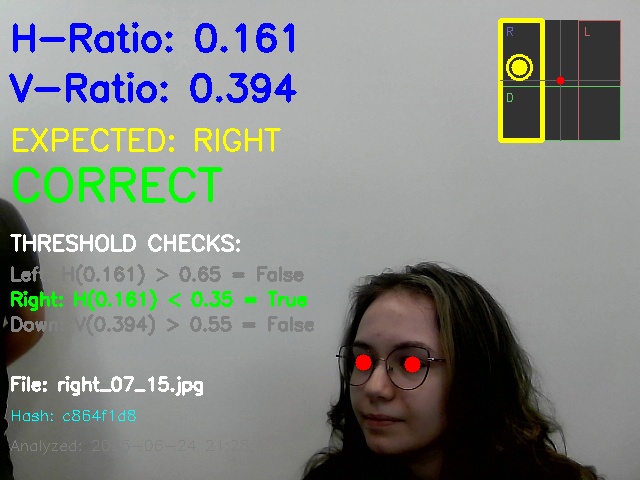 H-Ratio: 0.161
V-Ratio: 0.394
EXPECTED: RIGHT
CORRECT
THRESHOLD CHECKS:
Left: H(0.161) > 0.65 = False
Right: H(0.161) < 0.35 = True
Down: V(0.394) > 0.55 = False
File: right_07_15.jpg
Hash: c864f1d8
Analyzed:
R
L
D